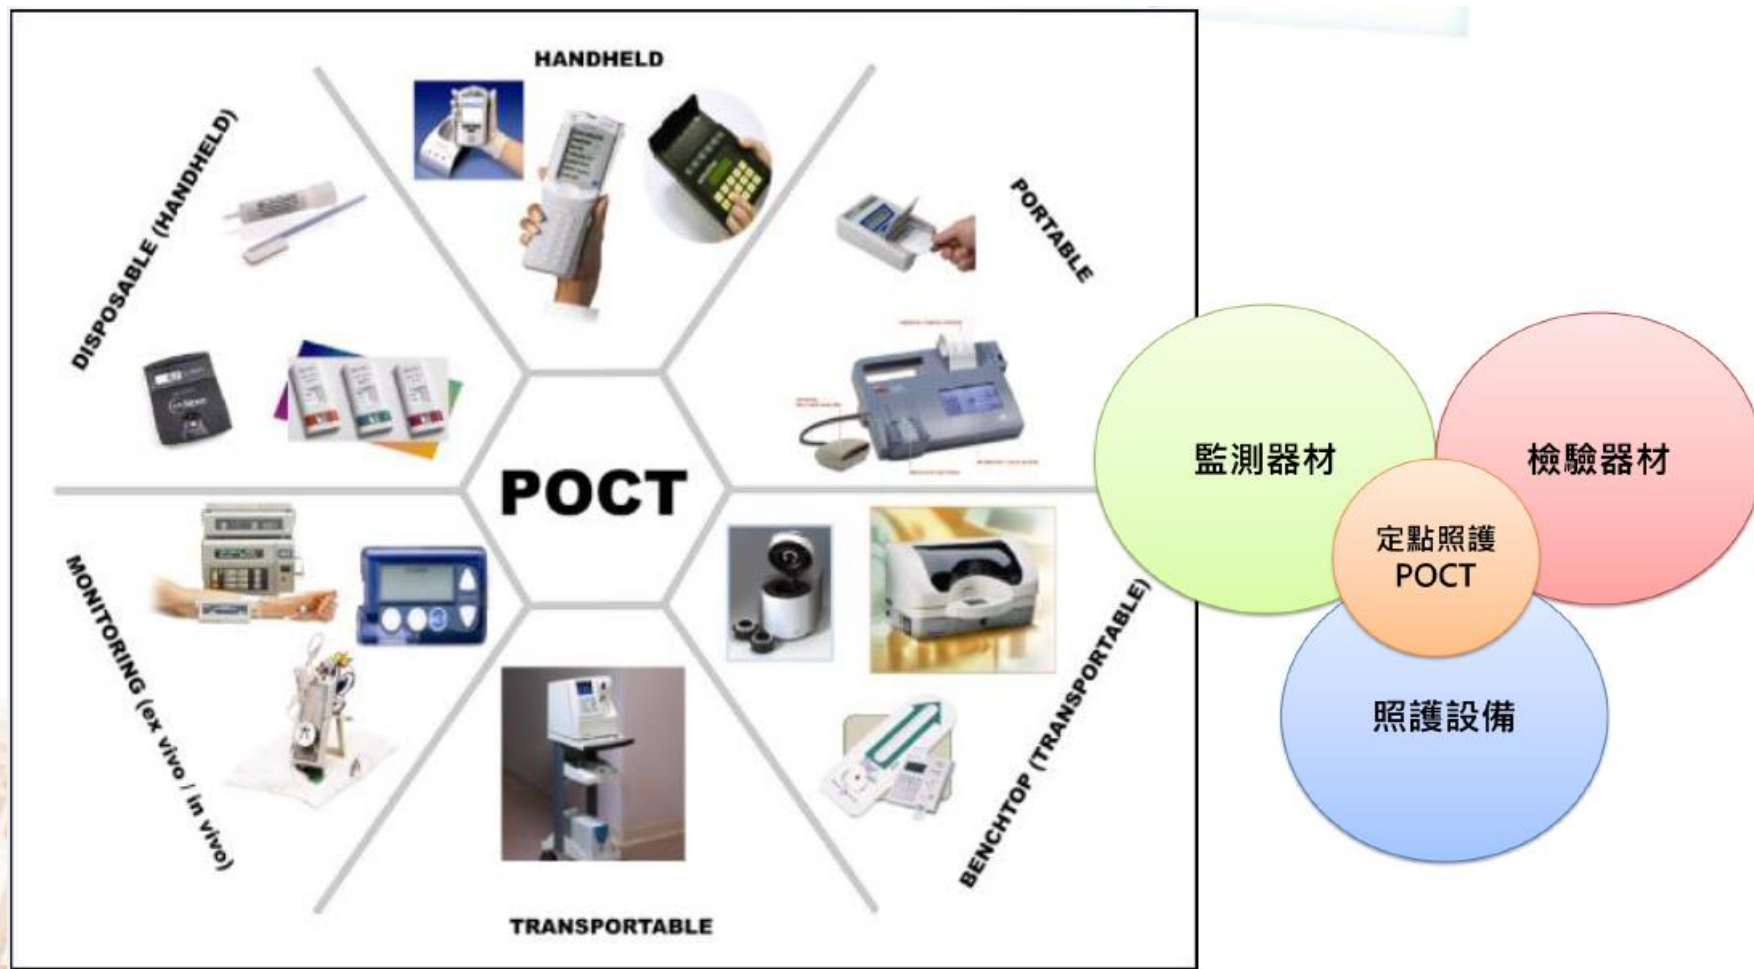 HANDHELD
DISPOSABLE (HANDHELD)
PORTABLE
POCT
MONITORING (ex vivo / in vivo)
BENCHTOP (TRANSPORTABLE)
TRANSPORTABLE
監測器材
檢驗器材
定點照護
POCT
照護設備